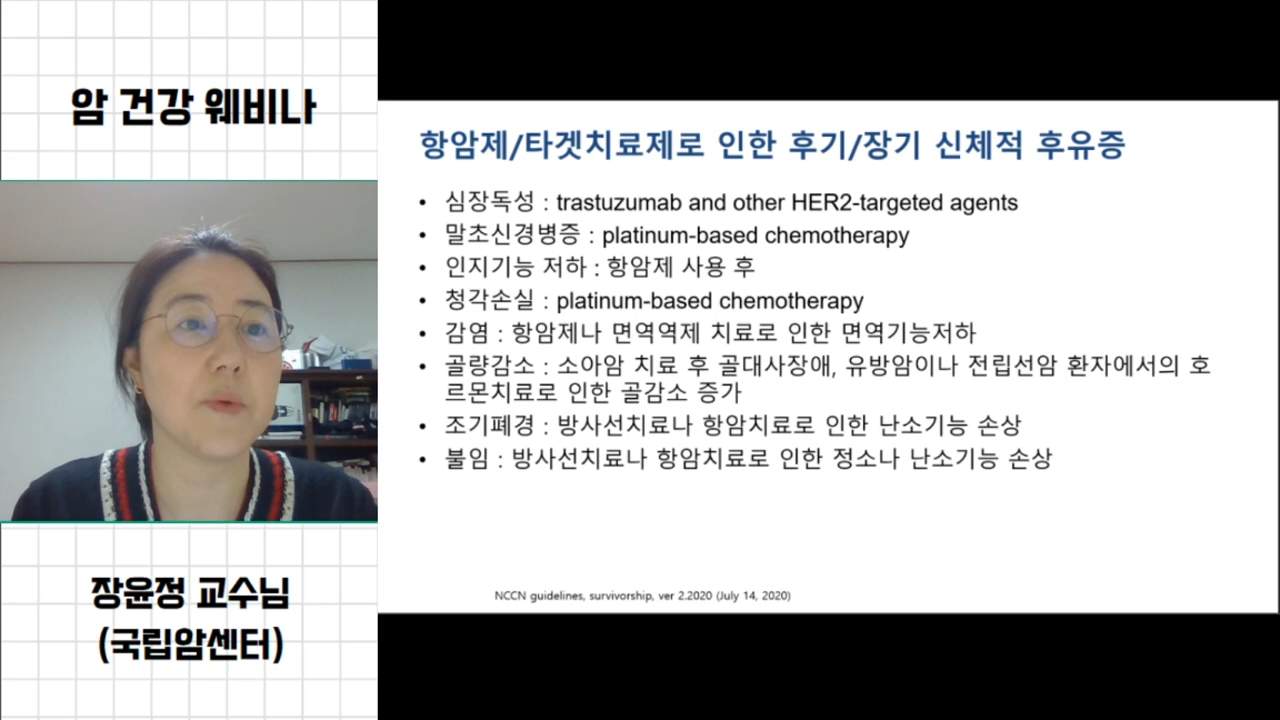 암 건강 웨비나
장윤정 교수님
(국립암센터)
항암제/타겟치료제로 인한 후기/장기 신체적 후유증
• 심장독성 : trastuzumab and other HER2-targeted agents
• 말초신경병증 : platinum-based chemotherapy
• 인지기능 저하 : 항암제 사용 후
• 청각손실 : platinum-based chemotherapy
• 감염 : 항암제나 면역억제 치료로 인한 면역기능저하
• 골량감소 : 소아암 치료 후 골대사장애, 유방암이나 전립선암 환자에서의 호
르몬치료로 인한 골감소 증가
• 조기폐경 : 방사선치료나 항암치료로 인한 난소기능 손상
• 불임 : 방사선치료나 항암치료로 인한 정소나 난소기능 손상
NCCN guidelines, survivorship, ver 2.2020 (July 14, 2020)